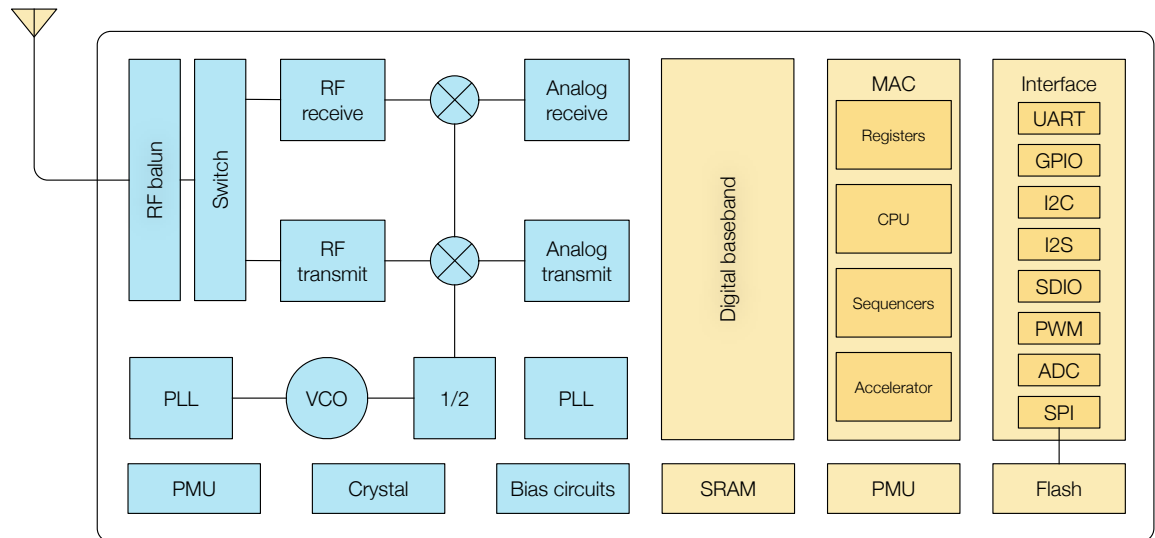 RF balun
Switch
RF
receive
Analog
receive
RF
transmit
Analog
transmit
PLL
VCO
1/2
PLL
PMU
Crystal
Bias circuits
Digital baseband
SRAM
MAC
Registers
CPU
Sequencers
Accelerator
PMU
Interface
UART
GPIO
I2C
I2S
SDIO
PWM
ADC
SPI
Flash